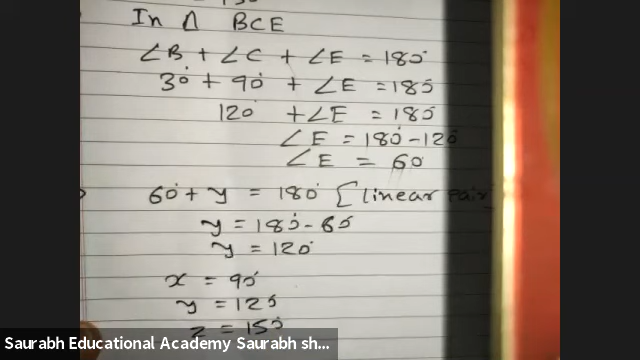 In Δ BCE
∠B + ∠C + ∠E = 180°
30° + 90° + ∠E = 180°
120° + ∠E = 180°
∠E = 180° - 120°
∠E = 60°
60° + y = 180° [linear pair
y = 180° - 60°
y = 120°
x = 90°
y = 120°
z = 150°
Saurabh Educational Academy Saurabh sh...